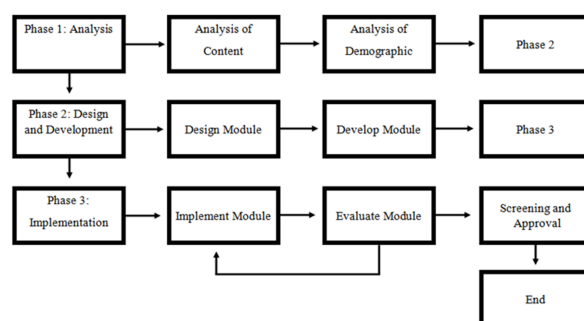 Phase 1: Analysis
Analysis of
Content
Analysis of
Demographic
Phase 2
Phase 2: Design
and Development
Design Module
Develop Module
Phase 3
Phase 3:
Implementation
Implement Module
Evaluate Module
Screening and
Approval
End